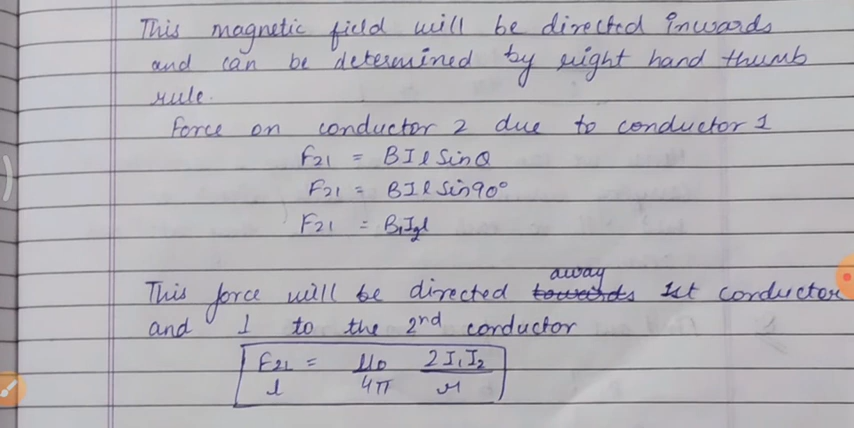 This magnetic field will be directed inwards
and can be determined by right hand thumb
rule.
Force on conductor 2 due to conductor 1
F21 = BIl Sinθ
F21 = BIl Sin90°
F21 = B1I2l
away
This force will be directed towards 1st conductor
and 1 to the 2nd conductor
F21/l = μ0/4π 2I1I2/r